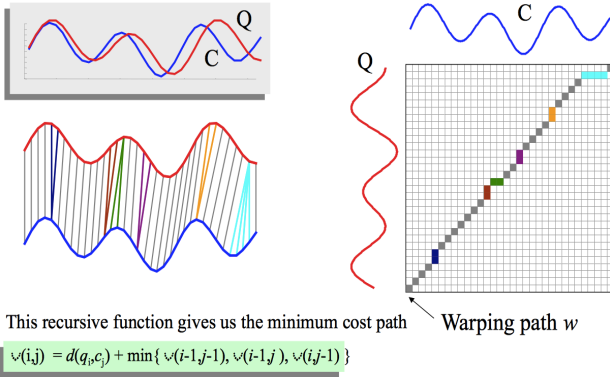 Q
C
C
Q
This recursive function gives us the minimum cost path
Warping path w
γ(i,j) = d(qᵢ,cⱼ) + min{ γ(i-1,j-1), γ(i-1,j ), γ(i,j-1) }